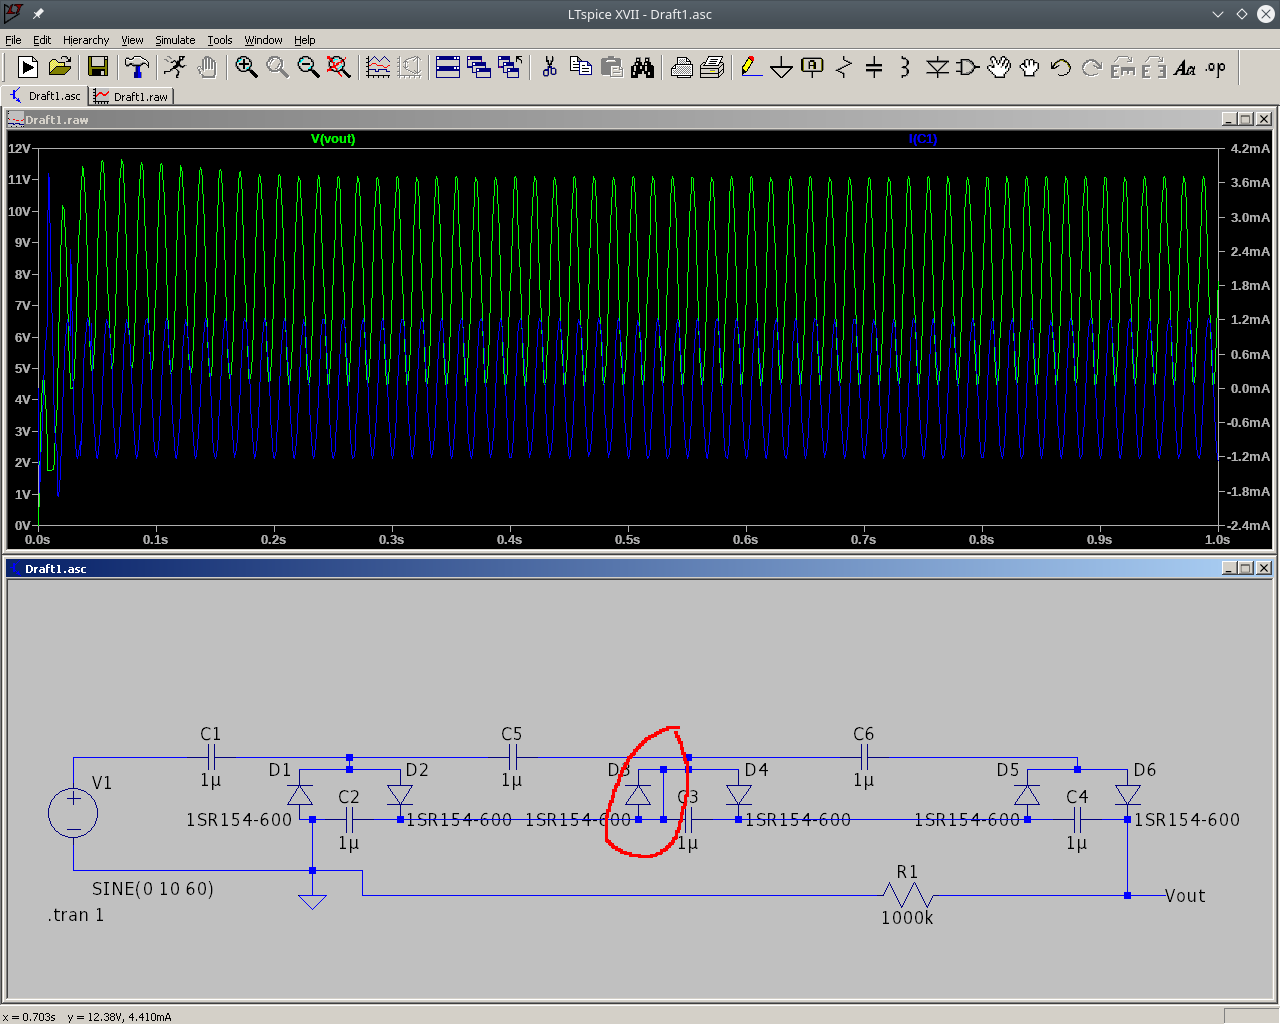 LTspice XVII - Draft1.asc
File Edit Hierarchy View Simulate Tools Window Help
Draft1.asc Draft1.raw
Draft1.raw
V(vout) I(C1)
12V 4.2mA
11V 3.6mA
10V 3.0mA
9V 2.4mA
8V 1.8mA
7V 1.2mA
6V 0.6mA
5V 0.0mA
4V -0.6mA
3V -1.2mA
2V -1.8mA
1V -2.4mA
0V
0.0s 0.1s 0.2s 0.3s 0.4s 0.5s 0.6s 0.7s 0.8s 0.9s 1.0s
Draft1.asc
C1 C5 C6
1µ 1µ 1µ
D1 D2 D3 D4 D5 D6
V1 C2 C3 C4
1SR154-600 1SR154-600 1SR154-600 1SR154-600 1SR154-600 1SR154-600
1µ 1µ 1µ
R1
SINE(0 10 60) Vout
.tran 1 1000k
x = 0.703s y = 12.38V, 4.410mA